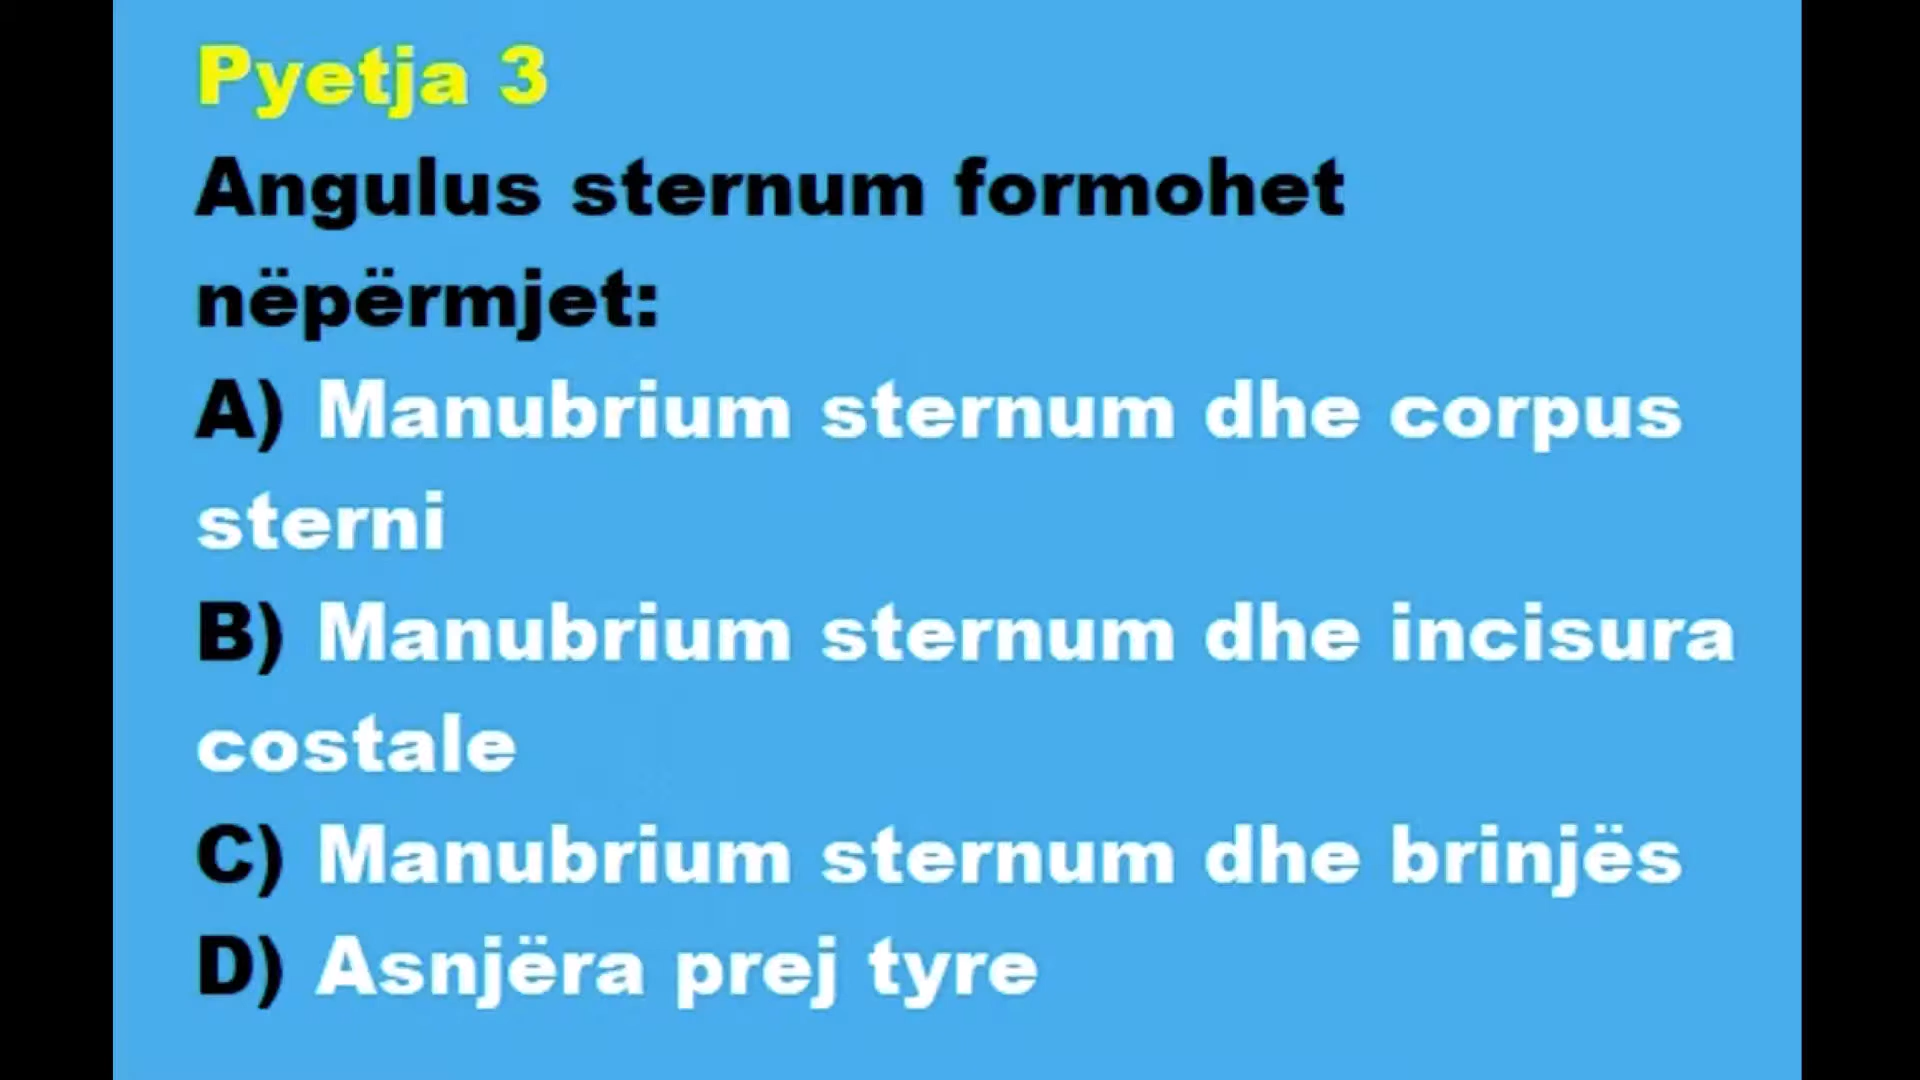 Pyetja 3
Angulus sternum formohet
nëpërmjet:
A) Manubrium sternum dhe corpus
sterni
B) Manubrium sternum dhe incisura
costale
C) Manubrium sternum dhe brinjës
D) Asnjëra prej tyre